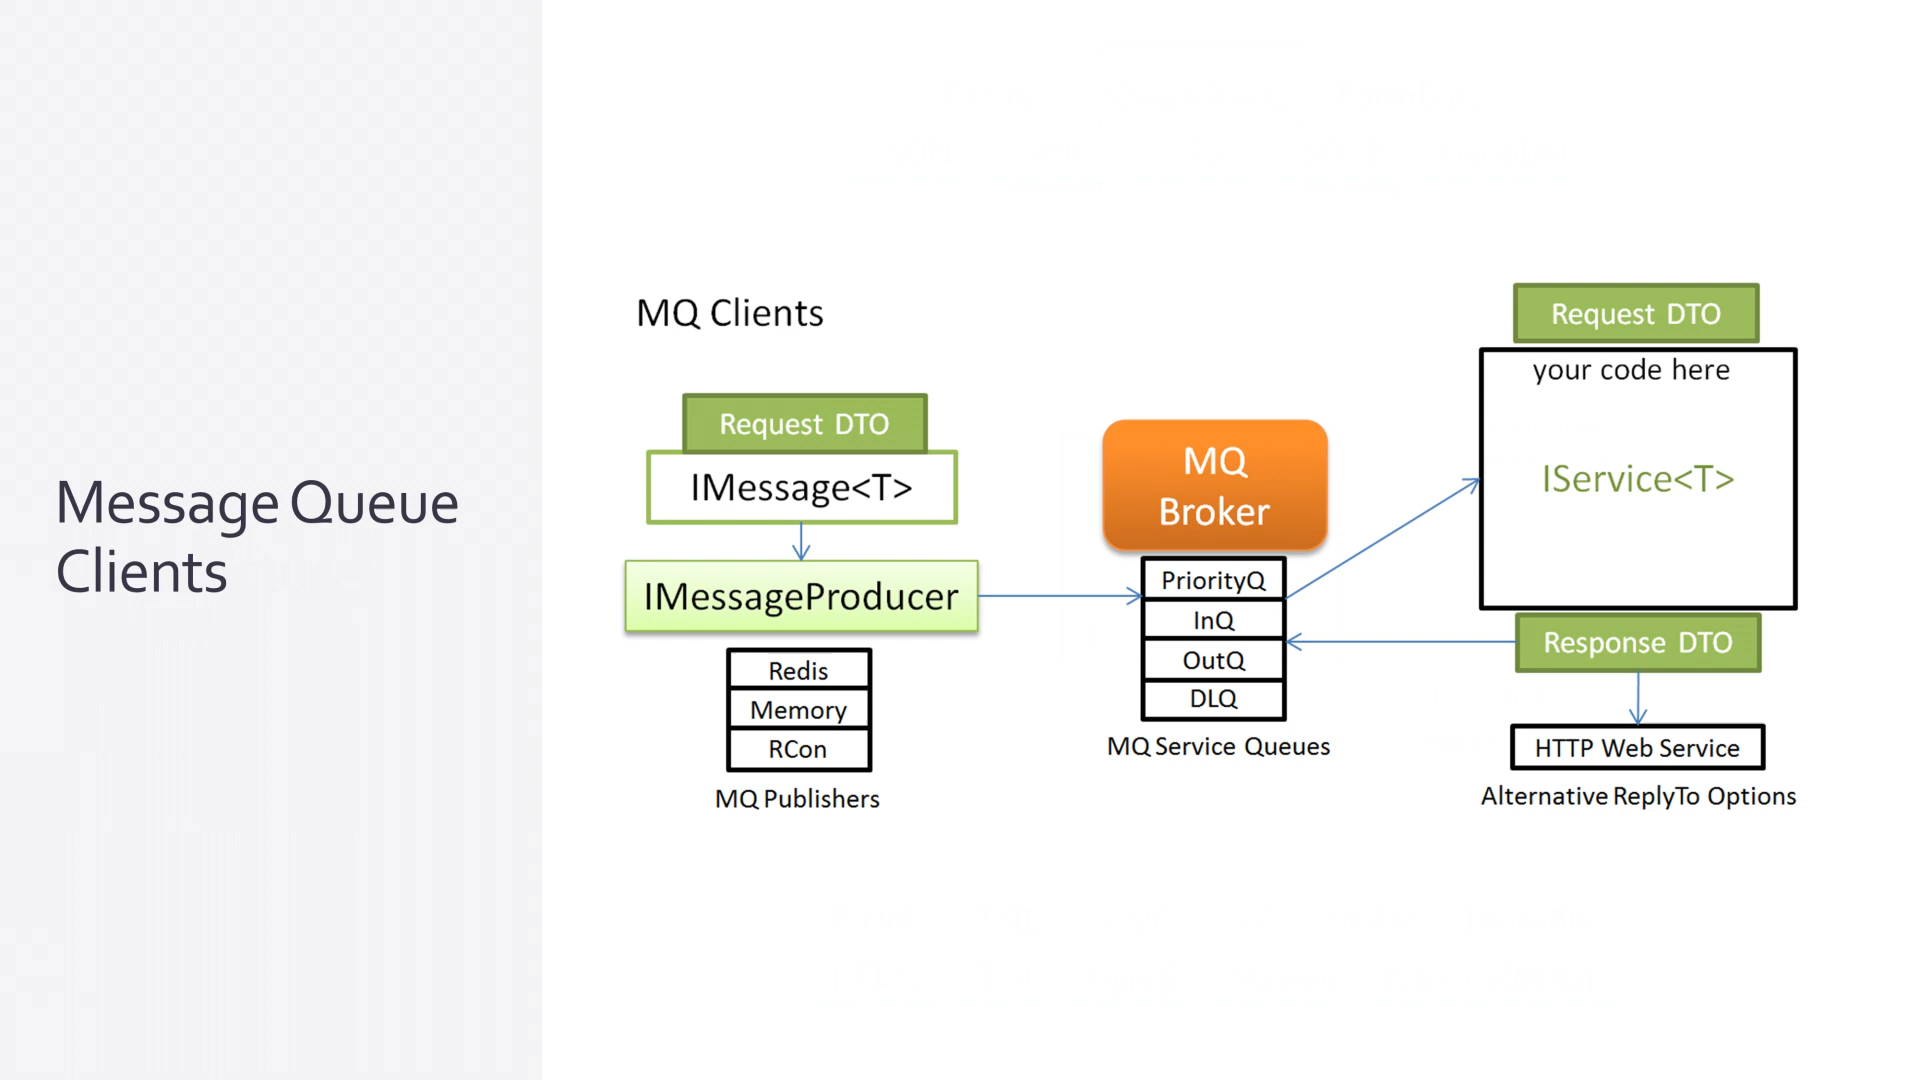 Message Queue
Clients
MQ Clients
Request DTO
IMessage<T>
IMessageProducer
Redis
Memory
RCon
MQ Publishers
MQ
Broker
PriorityQ
InQ
OutQ
DLQ
MQ Service Queues
Request DTO
your code here
IService<T>
Response DTO
HTTP Web Service
Alternative ReplyTo Options